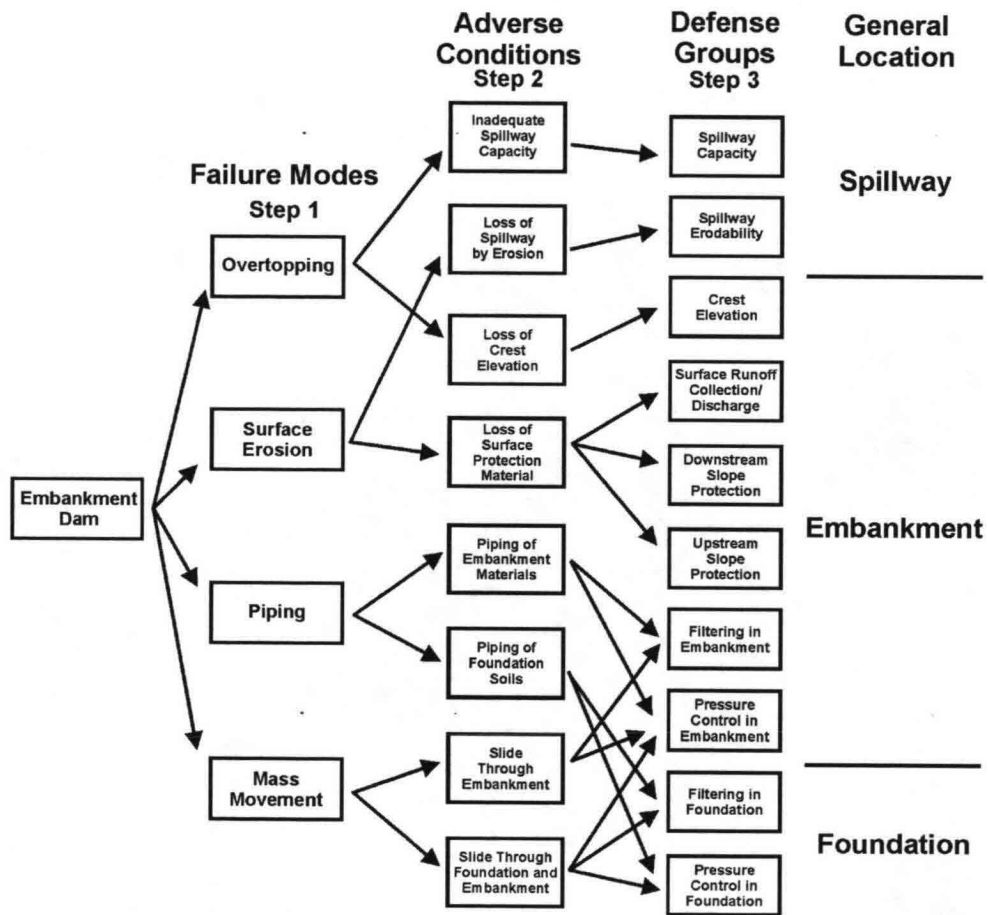 Adverse
Conditions
Step 2
Defense
Groups
Step 3
General
Location
Failure Modes
Step 1
Embankment
Dam
Overtopping
Surface
Erosion
Piping
Mass
Movement
Inadequate
Spillway
Capacity
Loss of
Spillway
by Erosion
Loss of
Crest
Elevation
Loss of
Surface
Protection
Material
Piping of
Embankment
Materials
Piping of
Foundation
Soils
Slide
Through
Embankment
Slide Through
Foundation and
Embankment
Spillway
Capacity
Spillway
Erodability
Crest
Elevation
Surface Runoff
Collection/
Discharge
Downstream
Slope
Protection
Upstream
Slope
Protection
Filtering in
Embankment
Pressure
Control in
Embankment
Filtering in
Foundation
Pressure
Control in
Foundation
Spillway
Embankment
Foundation